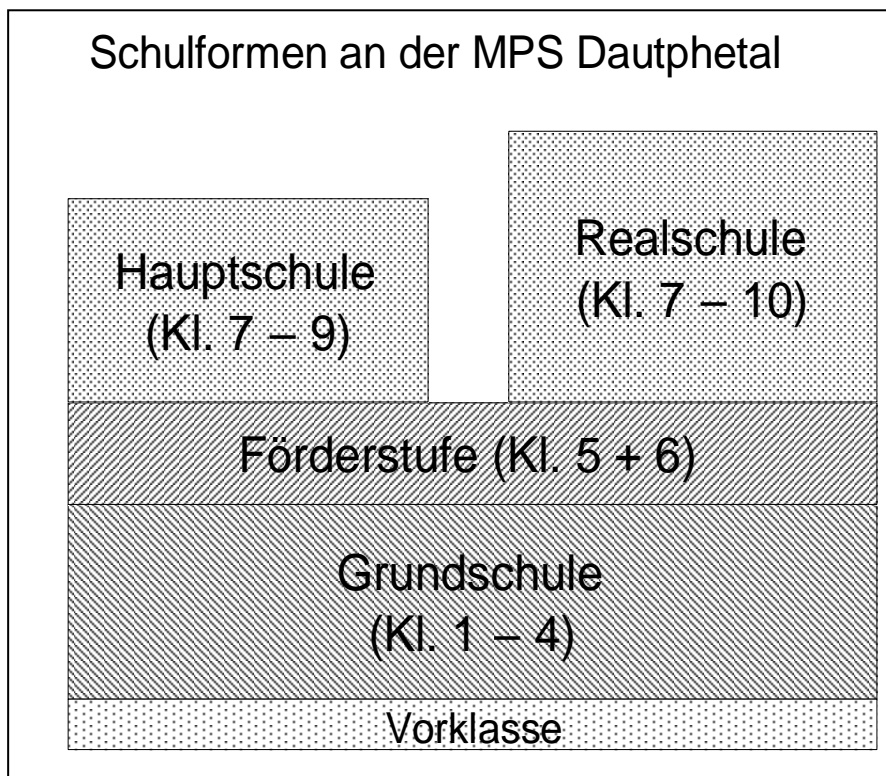 Schulformen an der MPS Dautphetal
Hauptschule
(Kl. 7 – 9)
Realschule
(Kl. 7 – 10)
Förderstufe (Kl. 5 + 6)
Grundschule
(Kl. 1 – 4)
Vorklasse